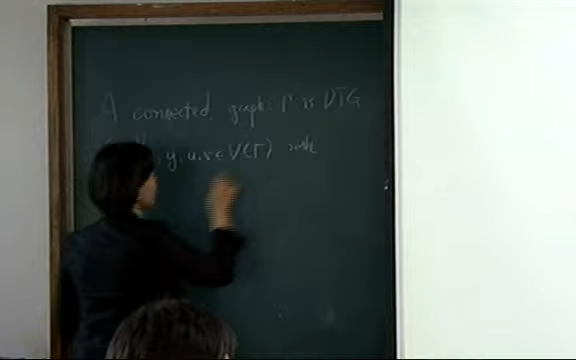 A connected graph Γ is DTG
y, u, v ∈ V(Γ) with